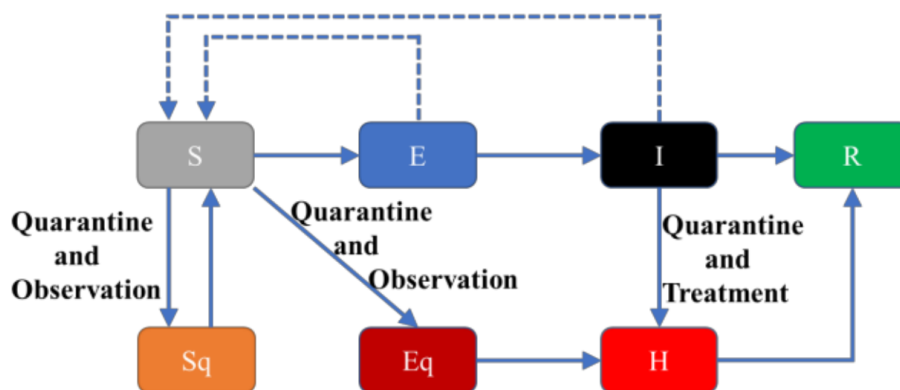 S
E
I
R
Quarantine
and
Observation
Quarantine
and
Observation
Quarantine
and
Treatment
Sq
Eq
H